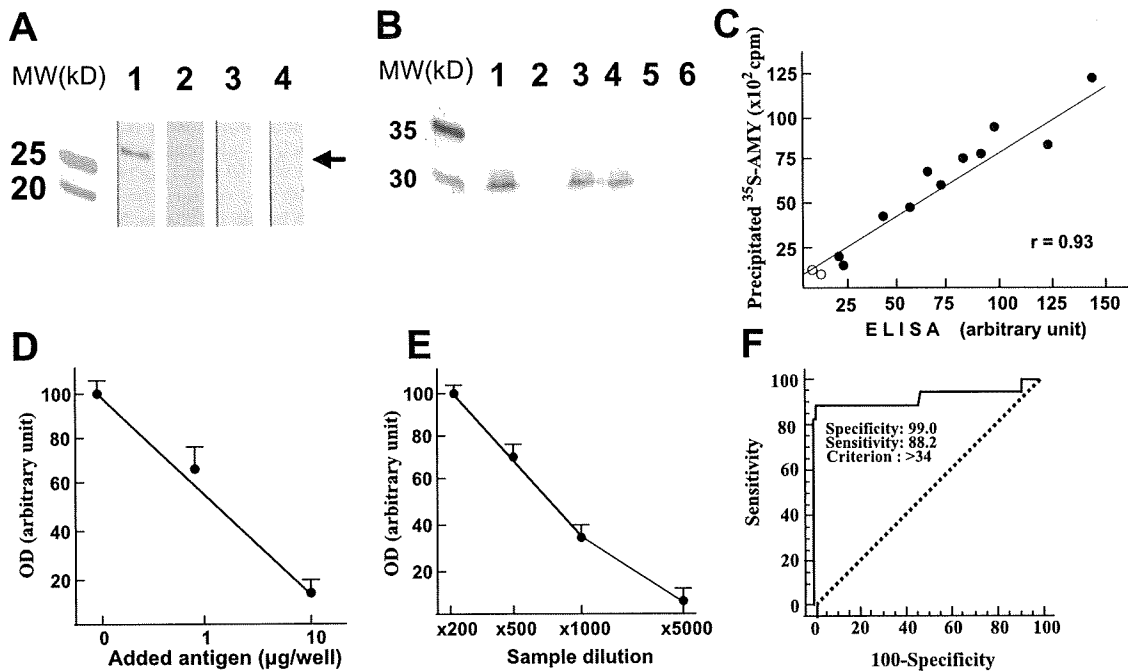 A
MW(kD) 1 2 3 4
25
20
B
MW(kD) 1 2 3 4 5 6
35
30
C
Precipitated ³⁵S-AMY (x10² cpm)
125
100
75
50
25
r = 0.93
25 50 75 100 125 150
E L I S A (arbitrary unit)
D
OD (arbitrary unit)
100
80
60
40
20
0 1 10
Added antigen (µg/well)
E
OD (arbitrary unit)
100
80
60
40
20
x200 x500 x1000 x5000
Sample dilution
F
Sensitivity
100
80
60
40
20
0
Specificity: 99.0
Sensitivity: 88.2
Criterion : >34
0 20 40 60 80 100
100-Specificity